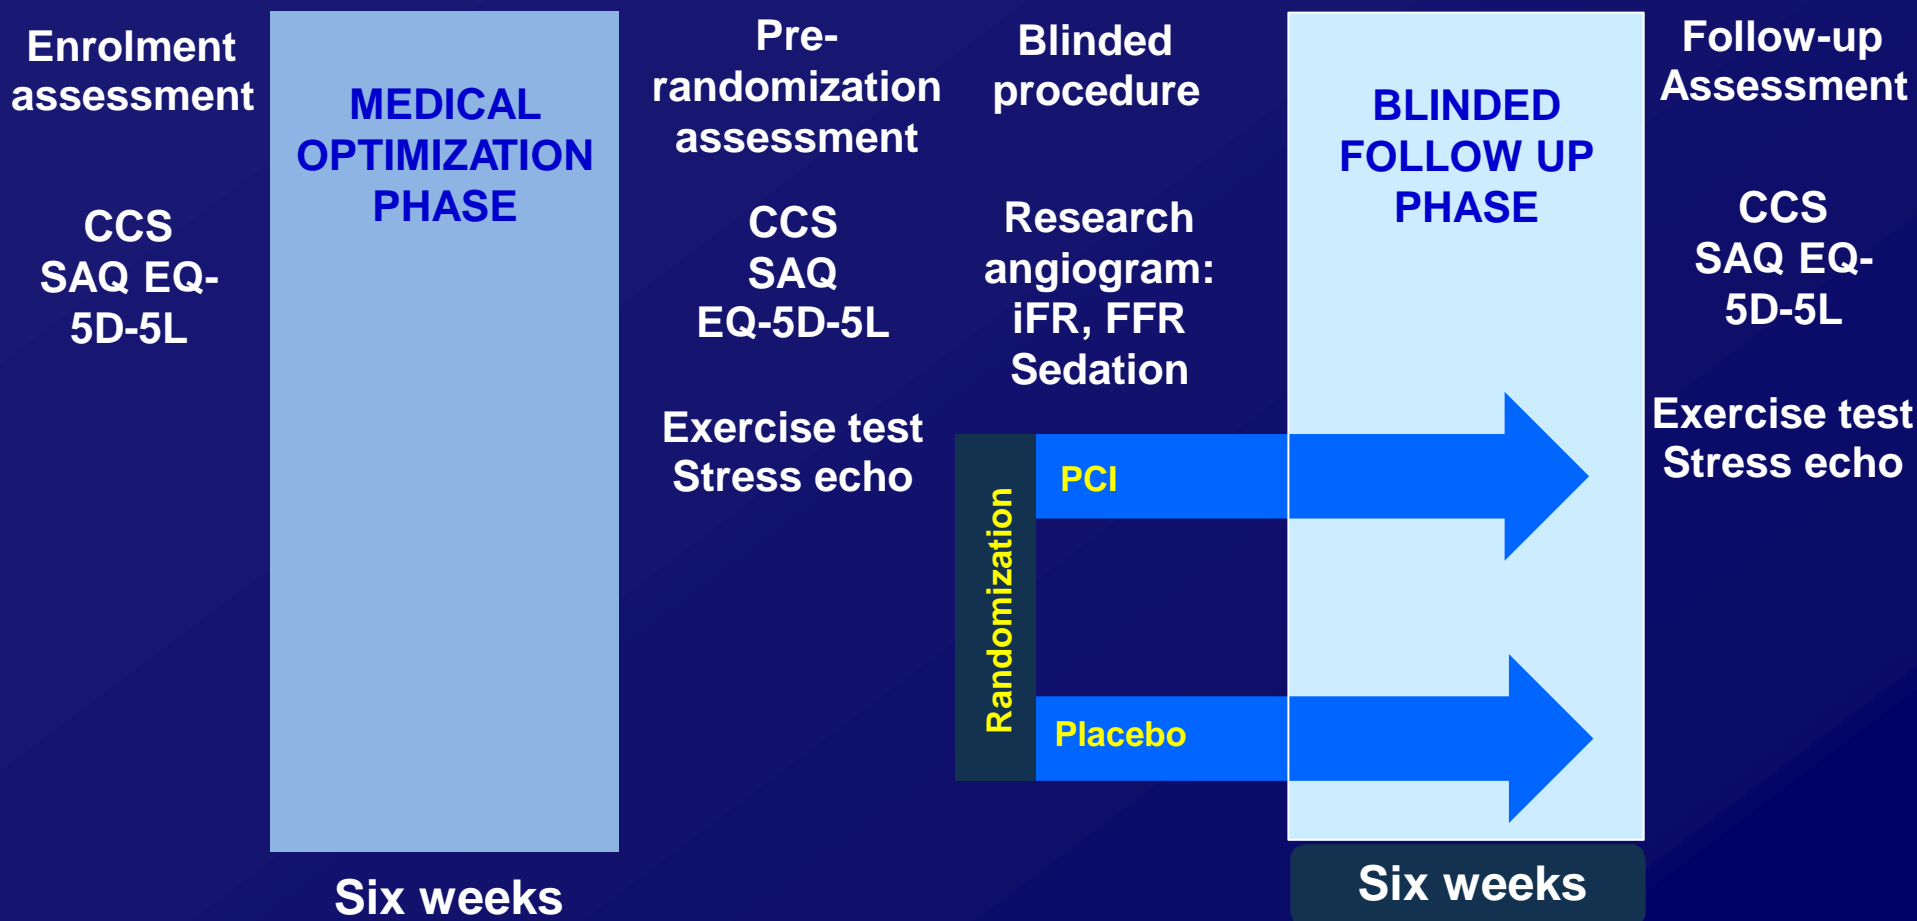 Enrolment
assessment
CCS
SAQ EQ-
5D-5L
MEDICAL
OPTIMIZATION
PHASE
Six weeks
Pre-
randomization
assessment
CCS
SAQ
EQ-5D-5L
Exercise test
Stress echo
Blinded
procedure
Research
angiogram:
iFR, FFR
Sedation
Randomization
PCI
Placebo
BLINDED
FOLLOW UP
PHASE
Six weeks
Follow-up
Assessment
CCS
SAQ EQ-
5D-5L
Exercise test
Stress echo